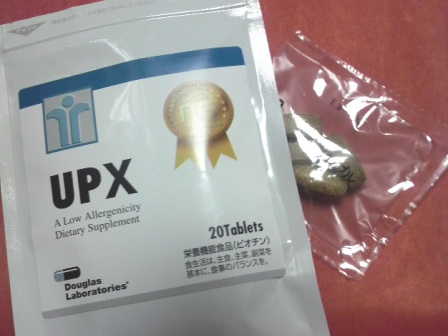 UPX
A Low Allergenicity
Dietary Supplement
20Tablets
栄養機能食品(ビオチン)
食生活は、主食、主菜、副菜を
基本に、食事のバランスを。
Douglas
Laboratories®